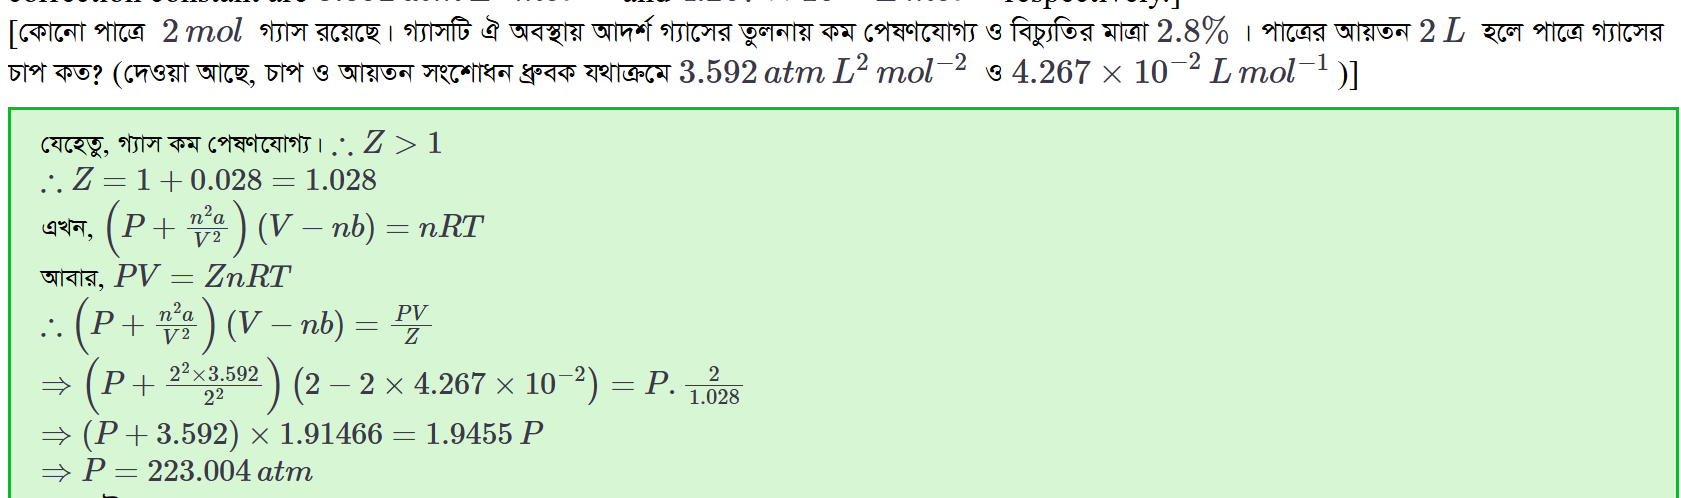 [কোনো পাত্রে 2 mol গ্যাস রয়েছে। গ্যাসটি ঐ অবস্থায় আদর্শ গ্যাসের তুলনায় কম পেষণযোগ্য ও বিচ্যুতির মাত্রা 2.8% । পাত্রের আয়তন 2 L হলে পাত্রে গ্যাসের
চাপ কত? (দেওয়া আছে, চাপ ও আয়তন সংশোধন ধ্রুবক যথাক্রমে 3.592 atm L² mol⁻² ও 4.267 × 10⁻² L mol⁻¹ )]
যেহেতু, গ্যাস কম পেষণযোগ্য। ∴ Z > 1
∴ Z = 1 + 0.028 = 1.028
এখন, (P + n²a/V²) (V − nb) = nRT
আবার, PV = ZnRT
∴ (P + n²a/V²) (V − nb) = PV/Z
⇒ (P + 2²×3.592/2²) (2 − 2 × 4.267 × 10⁻²) = P. 2/1.028
⇒ (P + 3.592) × 1.91466 = 1.9455 P
⇒ P = 223.004 atm